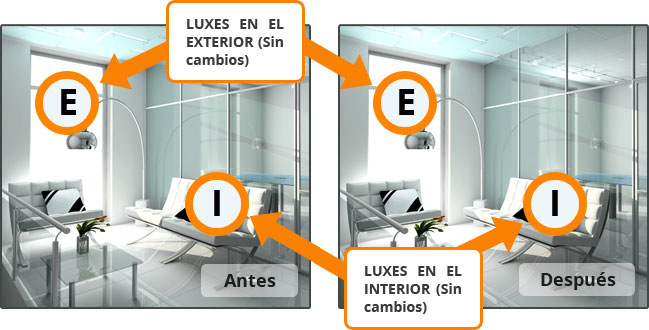 LUXES EN EL
EXTERIOR (Sin
cambios)
E
E
I
I
Antes
Después
LUXES EN EL
INTERIOR (Sin
cambios)